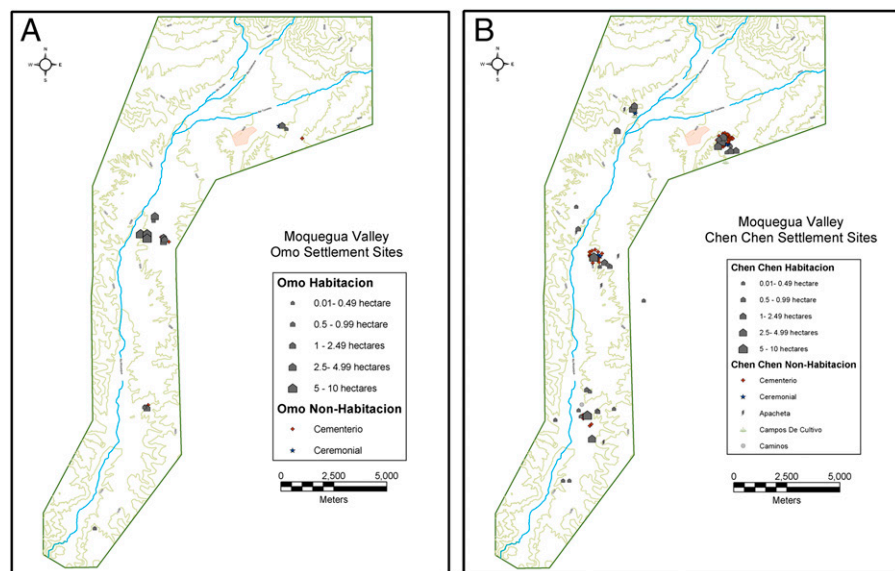 A
N
W E
S
Moquegua Valley
Omo Settlement Sites
Omo Habitacion
0.01- 0.49 hectare
0.5 - 0.99 hectare
1 - 2.49 hectares
2.5- 4.99 hectares
5 - 10 hectares
Omo Non-Habitacion
Cementerio
Ceremonial
0 2,500 5,000
Meters
B
N
W E
S
Moquegua Valley
Chen Chen Settlement Sites
Chen Chen Habitacion
0.01- 0.49 hectare
0.5 - 0.99 hectare
1- 2.49 hectares
2.5- 4.99 hectares
5 - 10 hectares
Chen Chen Non-Habitacion
Cementerio
Ceremonial
Apacheta
Campos De Cultivo
Caminos
0 2,500 5,000
Meters